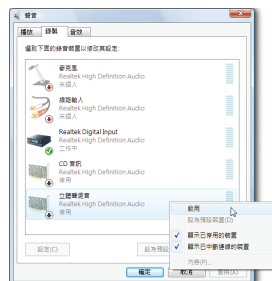 聲音
播放 錄製 音效
選取下面的錄音裝置以修改其設定:
麥克風
Realtek High Definition Audio
未插入
線路輸入
Realtek High Definition Audio
未插入
Realtek Digital Input
Realtek High Definition Audio
工作中
CD 音訊
Realtek High Definition Audio
停用
立體聲混音
Realtek High Definition Audio
停用
啟用
設為預設裝置(D)
✓ 顯示已停用的裝置
✓ 顯示已中斷連線的裝置
內容(P)...
設定(C) 設為預設
確定 取消 套用(A)